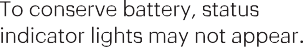 To conserve battery, status
indicator lights may not appear.